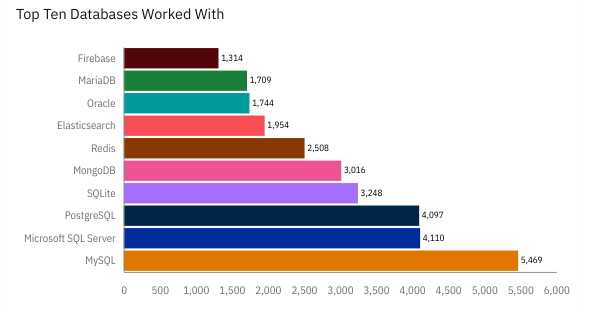 Top Ten Databases Worked With
Firebase 1,314
MariaDB 1,709
Oracle 1,744
Elasticsearch 1,954
Redis 2,508
MongoDB 3,016
SQLite 3,248
PostgreSQL 4,097
Microsoft SQL Server 4,110
MySQL 5,469
0 500 1,000 1,500 2,000 2,500 3,000 3,500 4,000 4,500 5,000 5,500 6,000